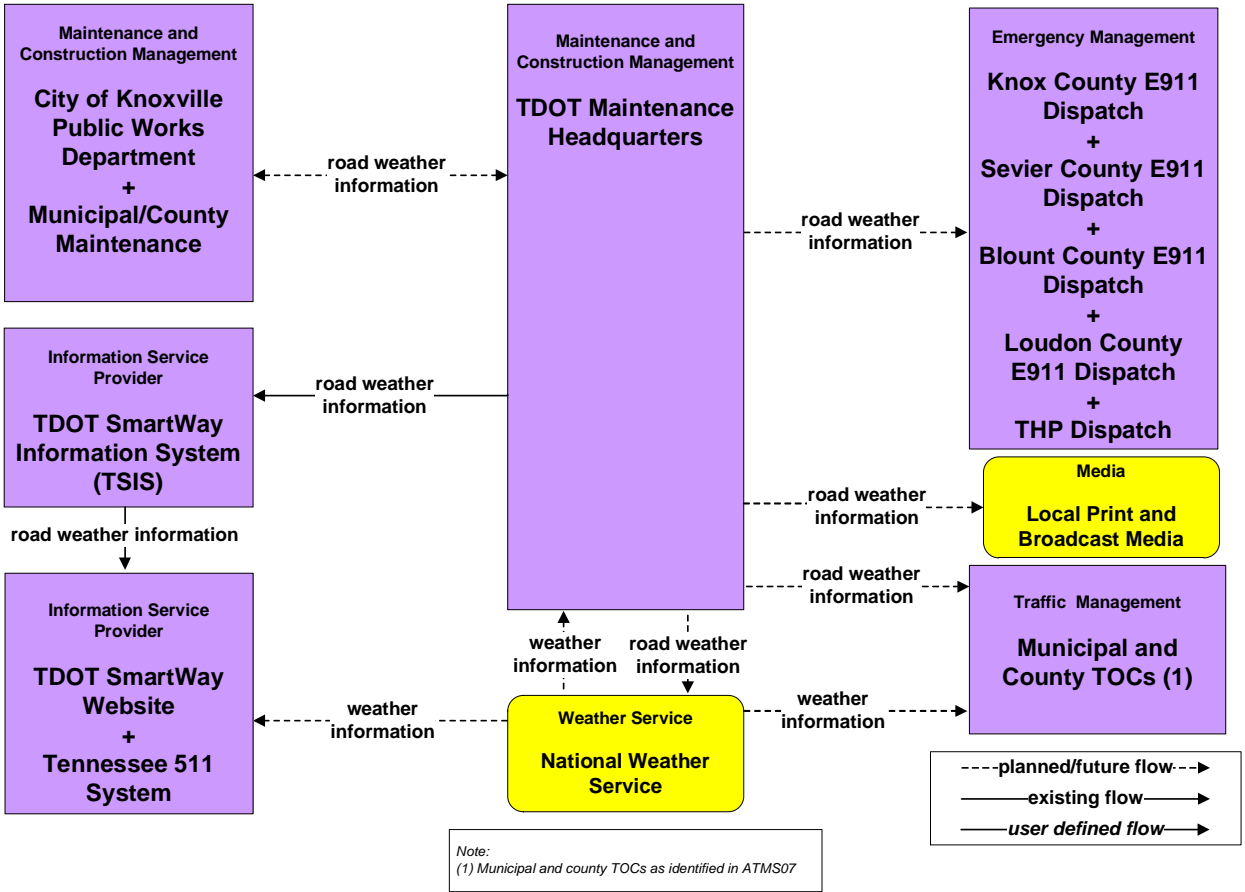 Maintenance and
Construction Management
City of Knoxville
Public Works
Department
+
Municipal/County
Maintenance
road weather
information
Maintenance and
Construction Management
TDOT Maintenance
Headquarters
road weather
information
Emergency Management
Knox County E911
Dispatch
+
Sevier County E911
Dispatch
+
Blount County E911
Dispatch
+
Loudon County
E911 Dispatch
+
THP Dispatch
Information Service
Provider
TDOT SmartWay
Information System
(TSIS)
road weather
information
road weather information
road weather
information
Media
Local Print and
Broadcast Media
Information Service
Provider
TDOT SmartWay
Website
+
Tennessee 511
System
road weather
information
Traffic Management
Municipal and
County TOCs (1)
weather
information
road weather
information
weather
information
Weather Service
National Weather
Service
weather
information
planned/future flow
existing flow
user defined flow
Note:
(1) Municipal and county TOCs as identified in ATMS07